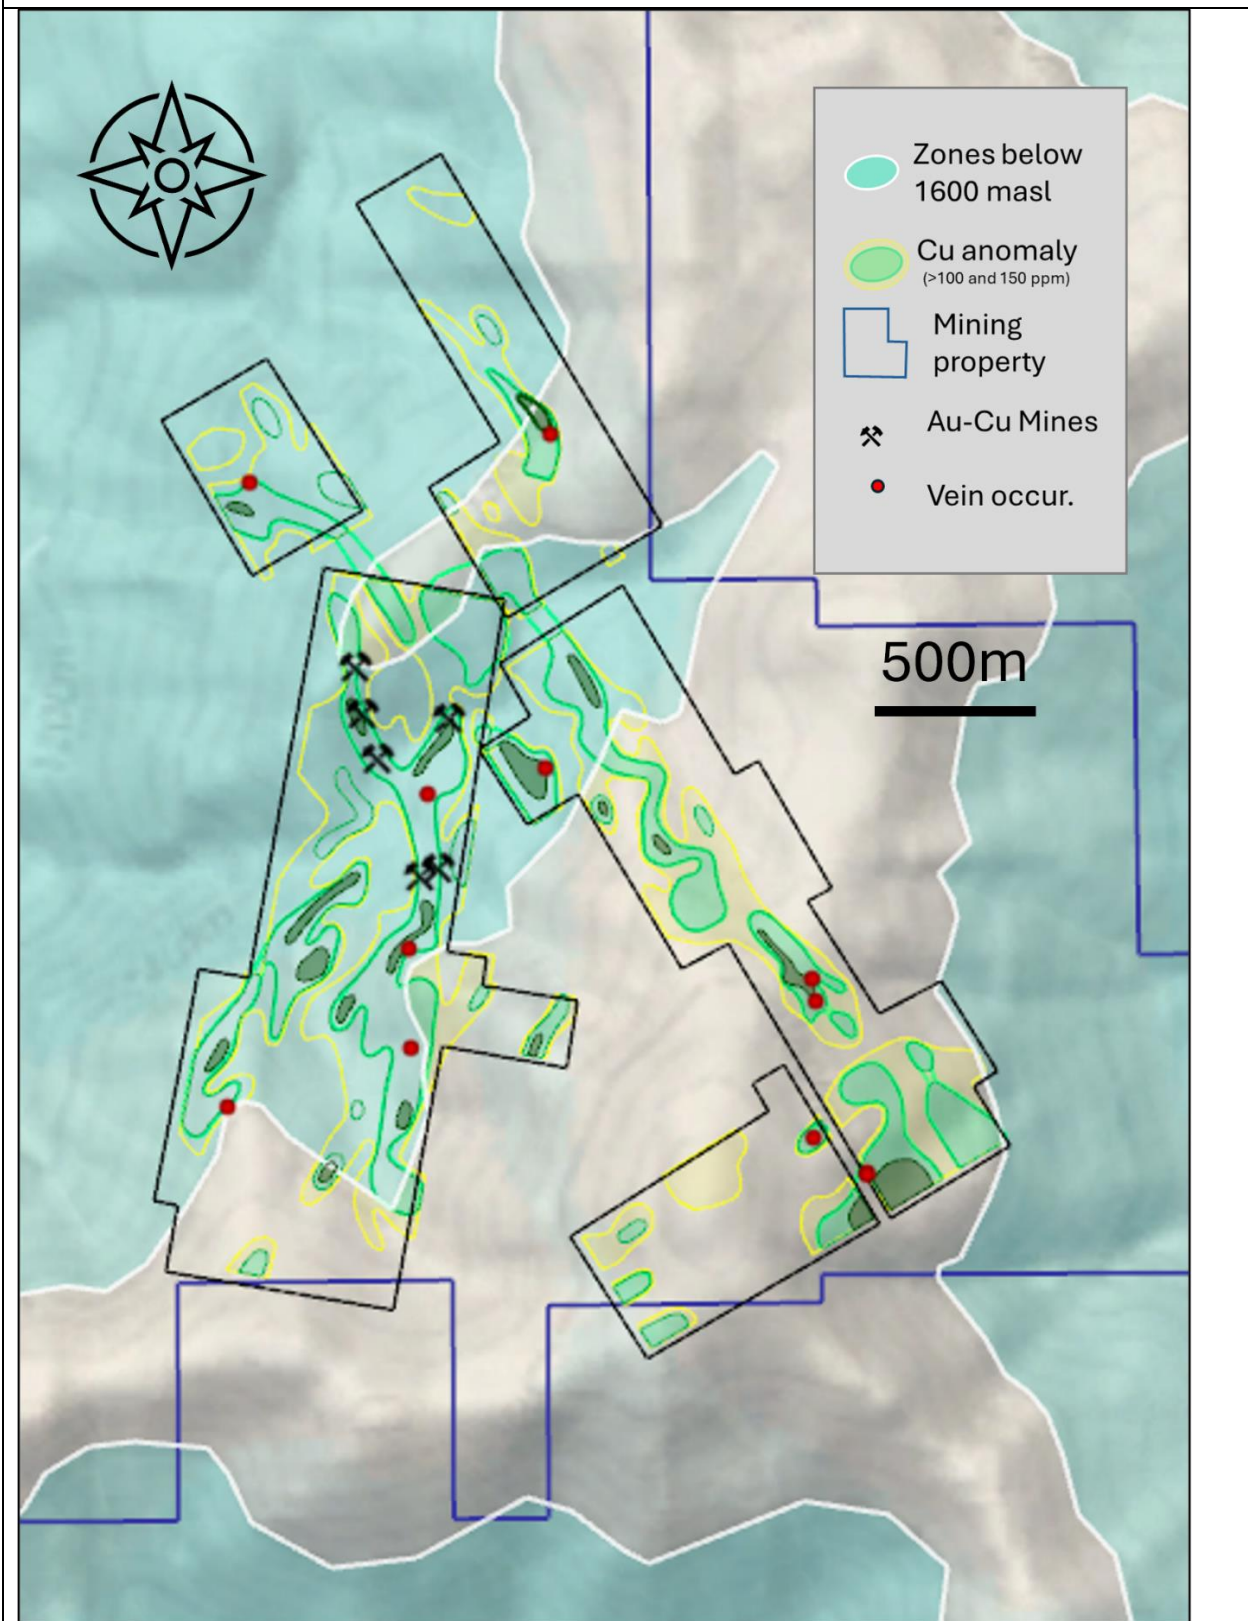 Zones below
1600 masl
Cu anomaly
(>100 and 150 ppm)
Mining
property
Au-Cu Mines
Vein occur.
500m